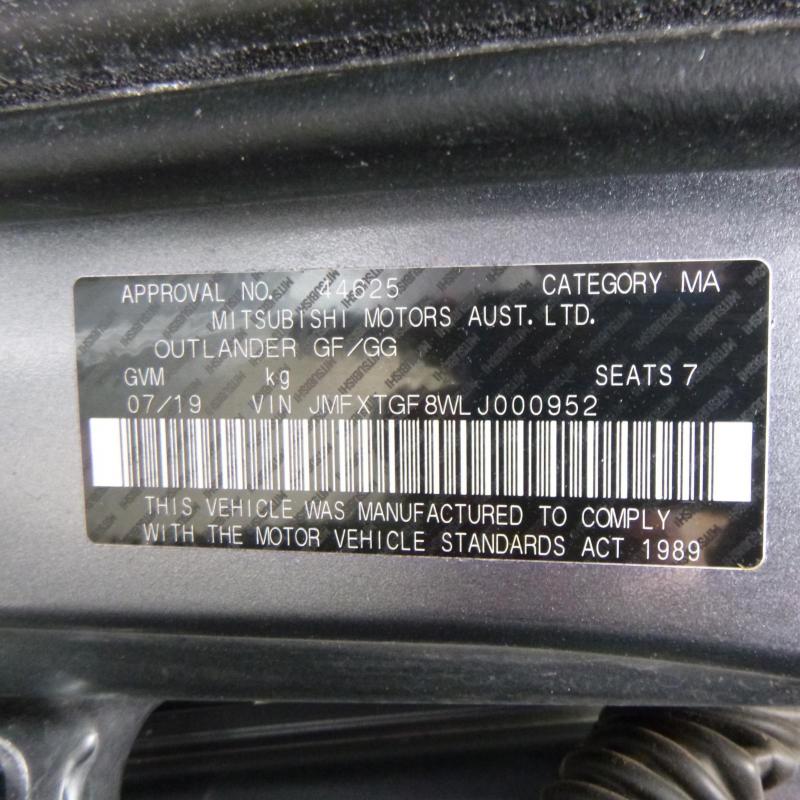 APPROVAL NO. 44625 CATEGORY MA
MITSUBISHI MOTORS AUST. LTD.
OUTLANDER GF/GG
GVM kg SEATS 7
07/19 VIN JMFXTGF8WLJ000952
THIS VEHICLE WAS MANUFACTURED TO COMPLY
WITH THE MOTOR VEHICLE STANDARDS ACT 1989